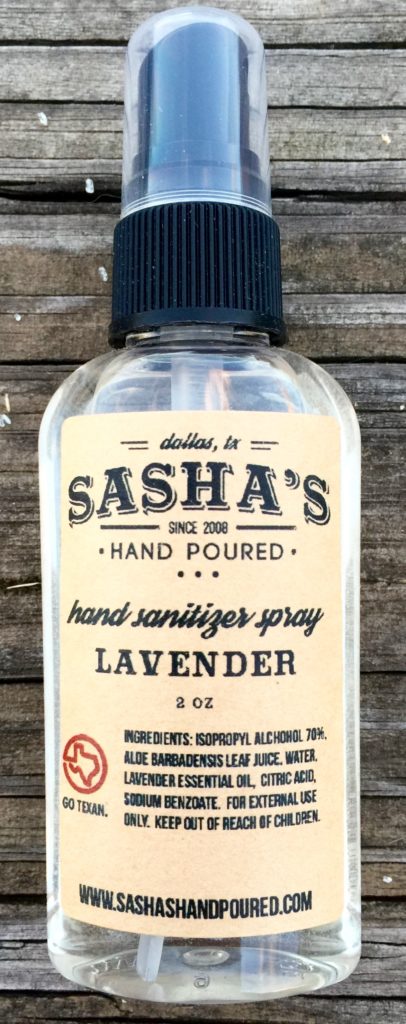 dallas, tx
SASHA'S
SINCE 2008
• HAND POURED •
• • •
hand sanitizer spray
LAVENDER
2 OZ
INGREDIENTS: ISOPROPYL ALCHOHOL 70%,
ALOE BARBADENSIS LEAF JUICE, WATER,
LAVENDER ESSENTIAL OIL, CITRIC ACID,
SODIUM BENZOATE. FOR EXTERNAL USE
ONLY. KEEP OUT OF REACH OF CHILDREN.
GO TEXAN.
WWW.SASHASHANDPOURED.COM